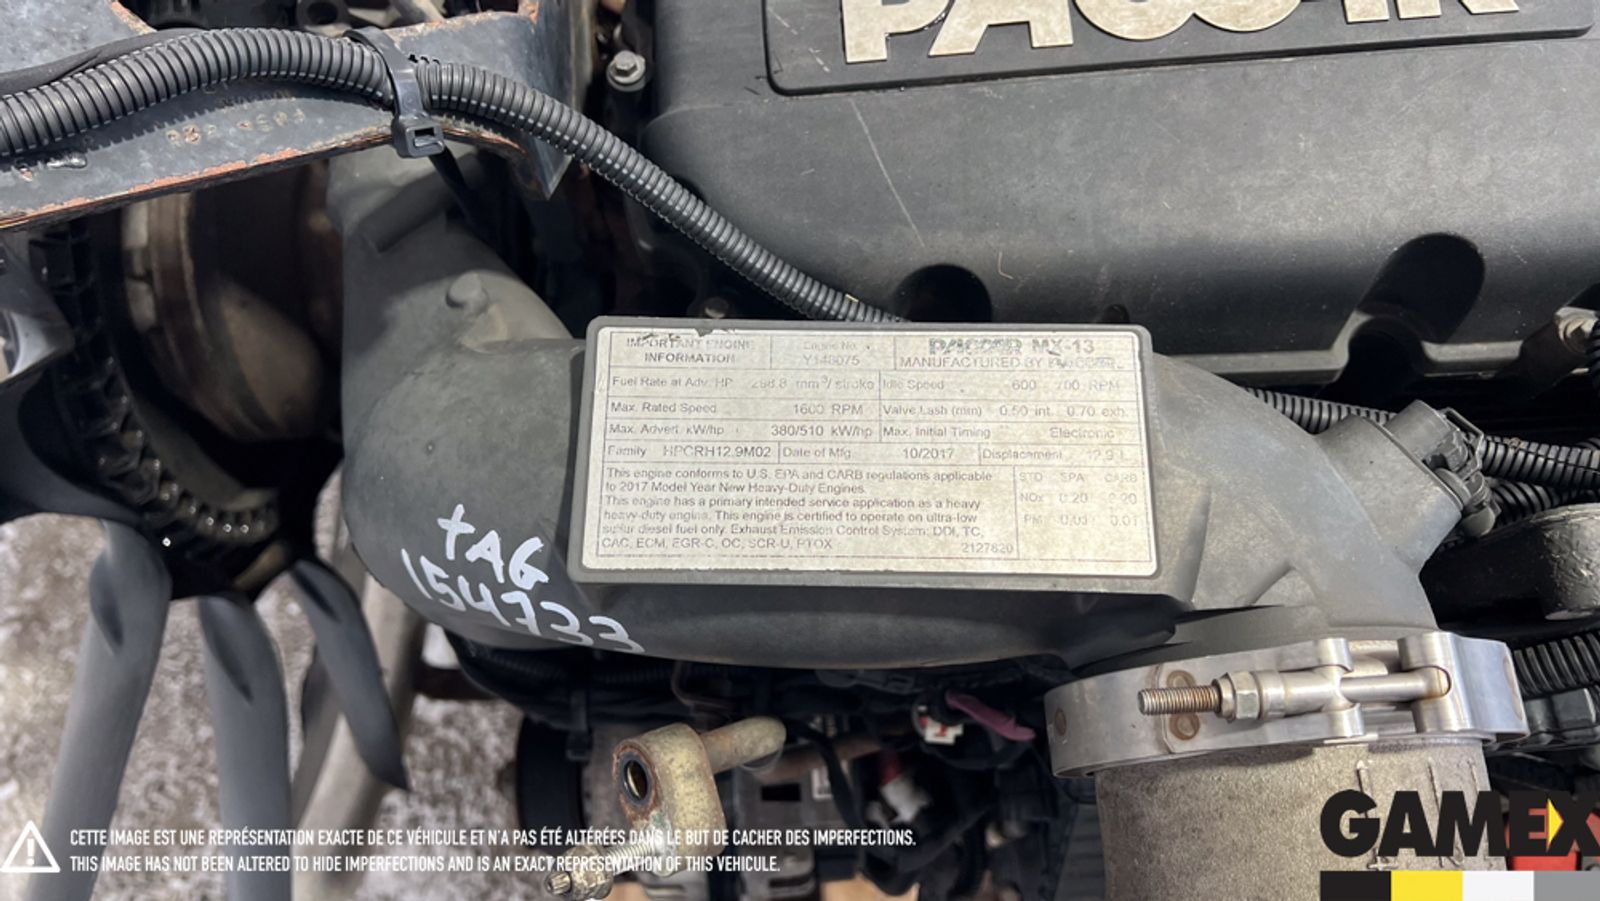 PACCAR
IMPORTANT ENGINE INFORMATION
Engine No. Y148075
PACCAR MX-13
MANUFACTURED BY
Fuel Rate at Adv. HP mm³/stroke
Idle Speed 600 700 RPM
Max. Rated Speed 1600 RPM
Valve Lash (min) 0.50 int. 0.70 exh.
Max. Advert. kW/hp 380/510 kW/hp
Max. Initial Timing Electronic
Family HPCRH12.9M02
Date of Mfg. 10/2017
Displacement 12.9 L
This engine conforms to U.S. EPA and CARB regulations applicable
to 2017 Model Year New Heavy-Duty Engines.
This engine has a primary intended service application as a heavy
heavy-duty engine. This engine is certified to operate on ultra-low
sulfur diesel fuel only. Exhaust Emission Control System: DDI, TC,
CAC, ECM, EGR-C, OC, SCR-U, PTOX
2127820
STD EPA CARB
NOx 0.20 0.20
PM 0.01
tAG
154733
CETTE IMAGE EST UNE REPRÉSENTATION EXACTE DE CE VÉHICULE ET N'A PAS ÉTÉ ALTÉRÉES DANS LE BUT DE CACHER DES IMPERFECTIONS.
THIS IMAGE HAS NOT BEEN ALTERED TO HIDE IMPERFECTIONS AND IS AN EXACT REPRESENTATION OF THIS VEHICULE.
GAMEX